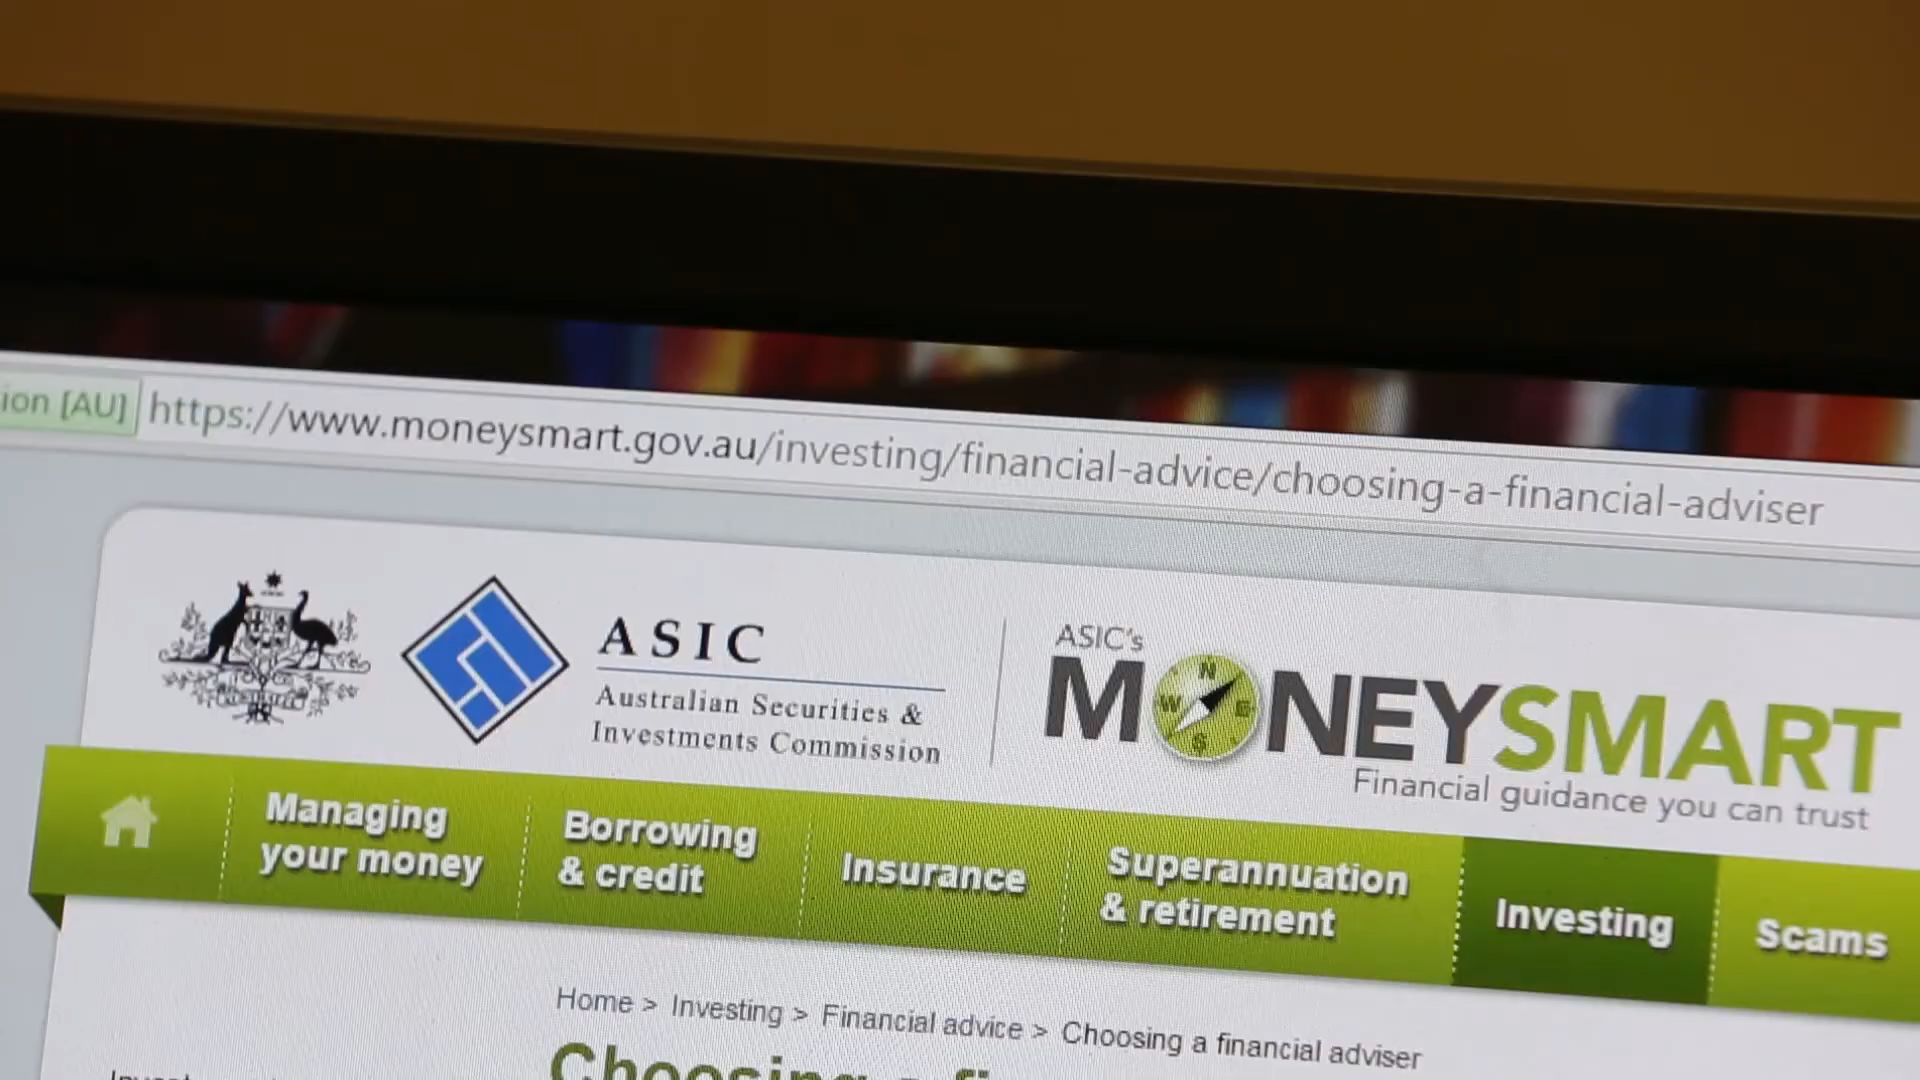 ion [AU] https://www.moneysmart.gov.au/investing/financial-advice/choosing-a-financial-adviser
ASIC
Australian Securities &
Investments Commission
ASIC's
MONEYSMART
N
W E
S
Financial guidance you can trust
Managing
your money
Borrowing
& credit
Insurance
Superannuation
& retirement
Investing
Scams
Home > Investing > Financial advice > Choosing a financial adviser
Choosing a fi